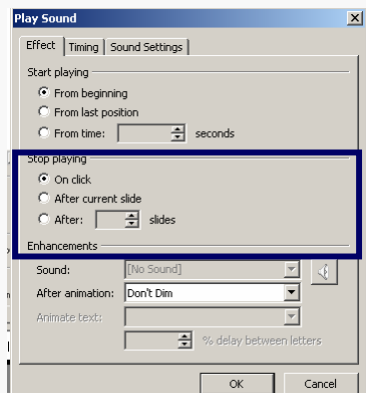 Play Sound
Effect Timing Sound Settings
Start playing
From beginning
From last position
From time: seconds
Stop playing
On click
After current slide
After: slides
Enhancements
Sound: [No Sound]
After animation: Don't Dim
Animate text:
% delay between letters
OK Cancel